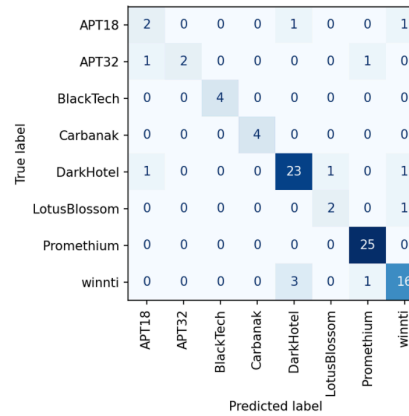 True label
APT18 2 0 0 0 1 0 0 1
APT32 1 2 0 0 0 0 1 0
BlackTech 0 0 4 0 0 0 0 0
Carbanak 0 0 0 4 0 0 0 0
DarkHotel 1 0 0 0 23 1 0 1
LotusBlossom 0 0 0 0 0 2 0 1
Promethium 0 0 0 0 0 0 25 0
winnti 0 0 0 0 3 0 1 16
APT18 APT32 BlackTech Carbanak DarkHotel LotusBlossom Promethium winnti
Predicted label